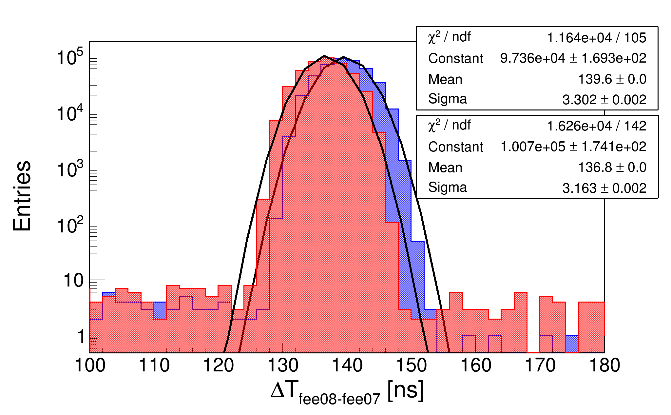 χ² / ndf 1.164e+04 / 105
Constant 9.736e+04 ± 1.693e+02
Mean 139.6 ± 0.0
Sigma 3.302 ± 0.002
χ² / ndf 1.626e+04 / 142
Constant 1.007e+05 ± 1.741e+02
Mean 136.8 ± 0.0
Sigma 3.163 ± 0.002
Entries
10⁵
10⁴
10³
10²
10
1
100 110 120 130 140 150 160 170 180
ΔT_fee08-fee07 [ns]